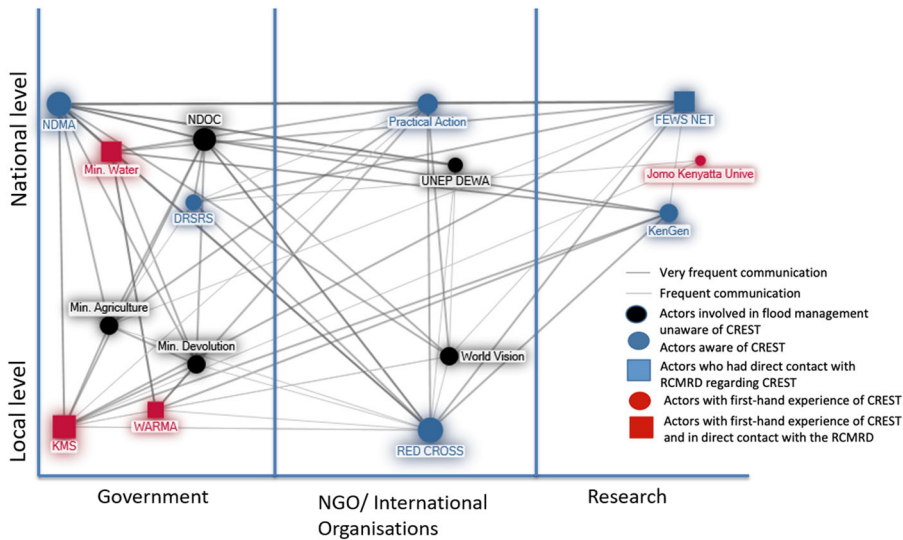 National level
Local level
NDMA
NDOC
Min. Water
DRSRS
Practical Action
UNEP DEWA
FEWS NET
Jomo Kenyatta Unive
KenGen
Min. Agriculture
Min. Devolution
World Vision
KMS
WARMA
RED CROSS
Very frequent communication
Frequent communication
Actors involved in flood management
unaware of CREST
Actors aware of CREST
Actors who had direct contact with
RCMRD regarding CREST
Actors with first-hand experience of CREST
Actors with first-hand experience of CREST
and in direct contact with the RCMRD
Government
NGO/ International
Organisations
Research